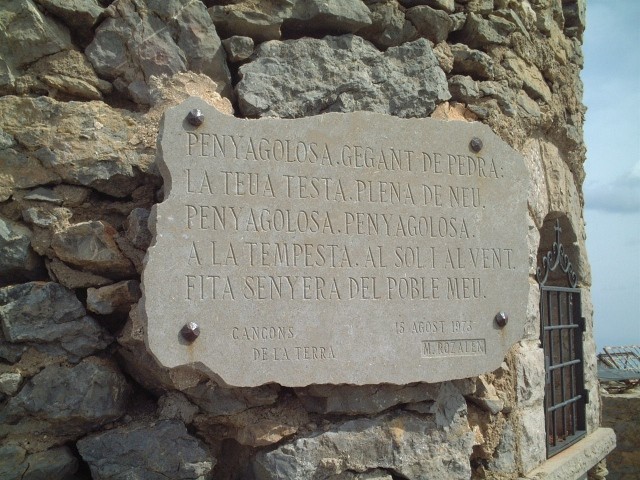 PENYAGOLOSA. GEGANT DE PEDRA:
LA TEUA TESTA. PLENA DE NEU.
PENYAGOLOSA. PENYAGOLOSA.
A LA TEMPESTA. AL SOL I AL VENT.
FITA SENYERA DEL POBLE MEU.
CANÇONS 15 AGOST 1973
DE LA TERRA M. ROZALEN